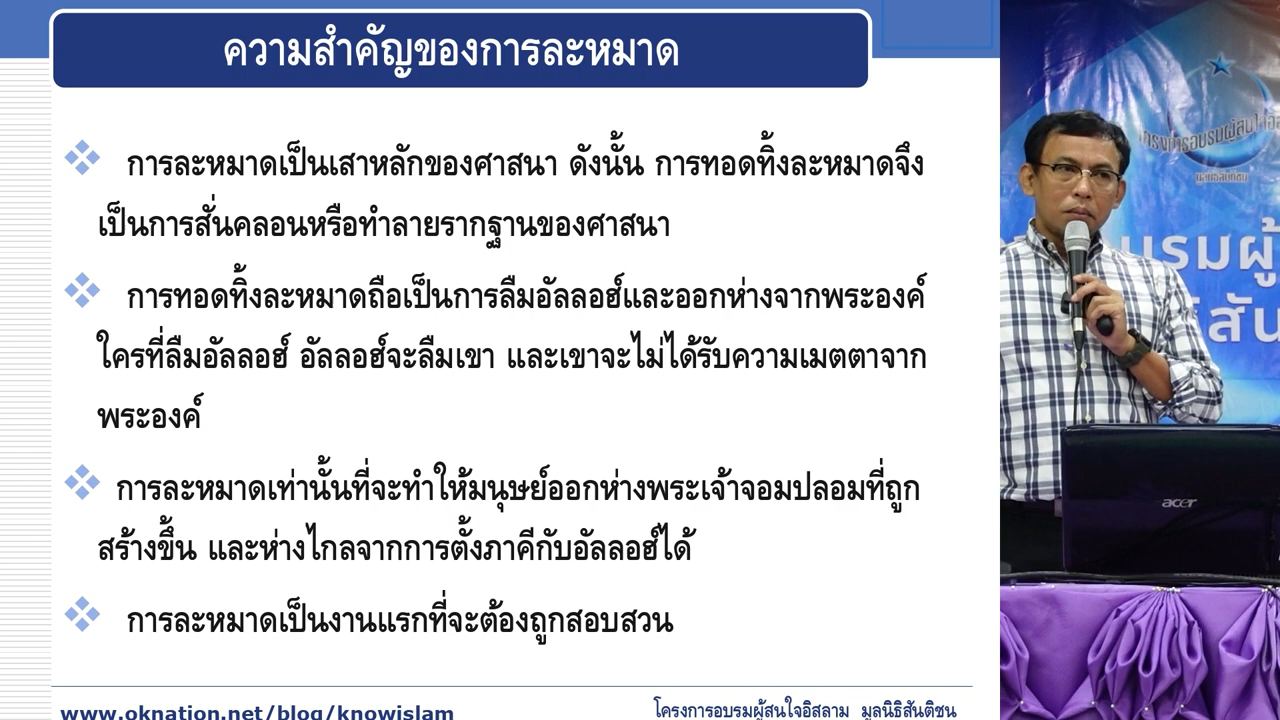 ความสำคัญของการละหมาด
การละหมาดเป็นเสาหลักของศาสนา ดังนั้น การทอดทิ้งละหมาดจึง
เป็นการสั่นคลอนหรือทำลายรากฐานของศาสนา
การทอดทิ้งละหมาดถือเป็นการลืมอัลลอฮ์และออกห่างจากพระองค์
ใครที่ลืมอัลลอฮ์ อัลลอฮ์จะลืมเขา และเขาจะไม่ได้รับความเมตตาจาก
พระองค์
การละหมาดเท่านั้นที่จะทำให้มนุษย์ออกห่างพระเจ้าจอมปลอมที่ถูก
สร้างขึ้น และห่างไกลจากการตั้งภาคีกับอัลลอฮ์ได้
การละหมาดเป็นงานแรกที่จะต้องถูกสอบสวน
www.oknation.net/blog/knowislam
โครงการอบรมผู้สนใจอิสลาม มูลนิธิสันติชน
มูลนิธิสันติชน
บรมผู้
ิสัน
acer